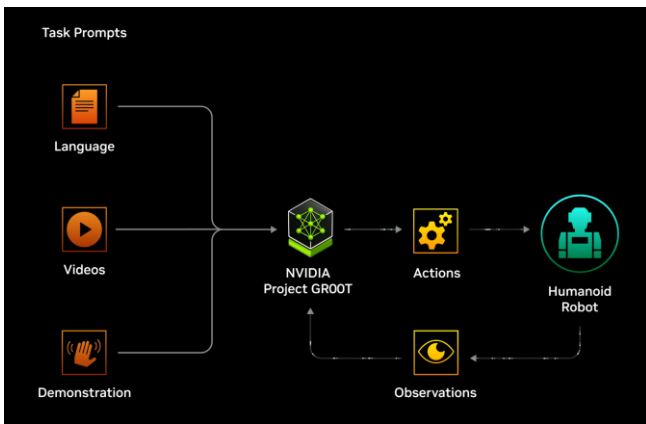 Task Prompts
Language
Videos
Demonstration
NVIDIA
Project GR00T
Actions
Humanoid
Robot
Observations